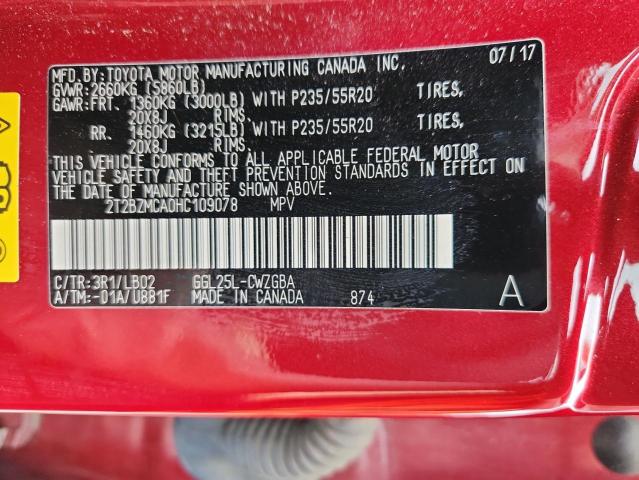 MFD.BY:TOYOTA MOTOR MANUFACTURING CANADA INC. 07/17
GVWR:2660KG (5860LB)
GAWR:FRT. 1360KG (3000LB) WITH P235/55R20 TIRES,
20X8J RIMS.
RR. 1460KG (3215LB) WITH P235/55R20 TIRES,
20X8J RIMS.
THIS VEHICLE CONFORMS TO ALL APPLICABLE FEDERAL MOTOR
VEHICLE SAFETY AND THEFT PREVENTION STANDARDS IN EFFECT ON
THE DATE OF MANUFACTURE SHOWN ABOVE.
2T2BZMCA0HC109078 MPV
C/TR:3R1/LB02 GGL25L-CWZGBA
A/TM:-01A/U881F MADE IN CANADA 874 A